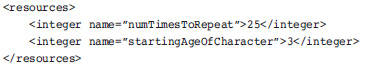 <resources>
<integer name="numTimesToRepeat">25</integer>
<integer name="startingAgeOfCharacter">3</integer>
</resources>